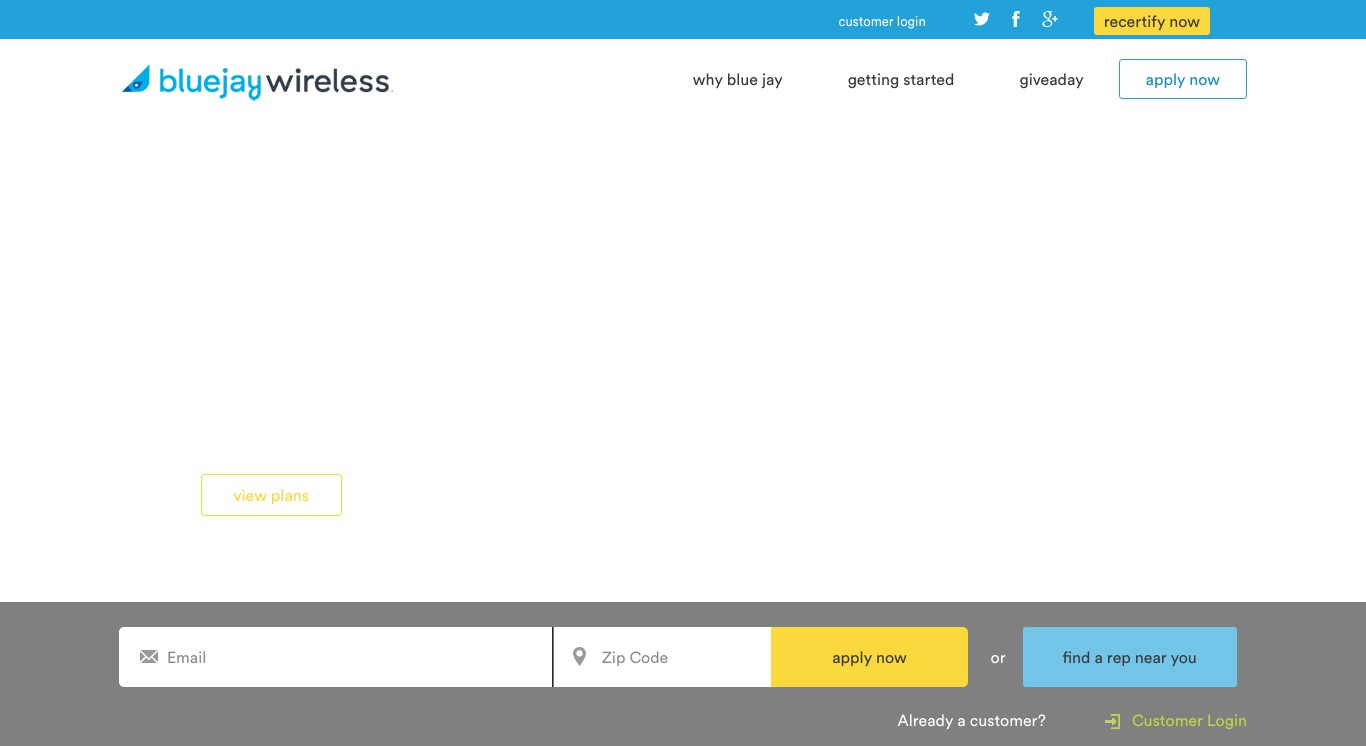 customer login
recertify now
bluejay wireless
why blue jay
getting started
giveaday
apply now
view plans
Email
Zip Code
apply now
or
find a rep near you
Already a customer?
Customer Login